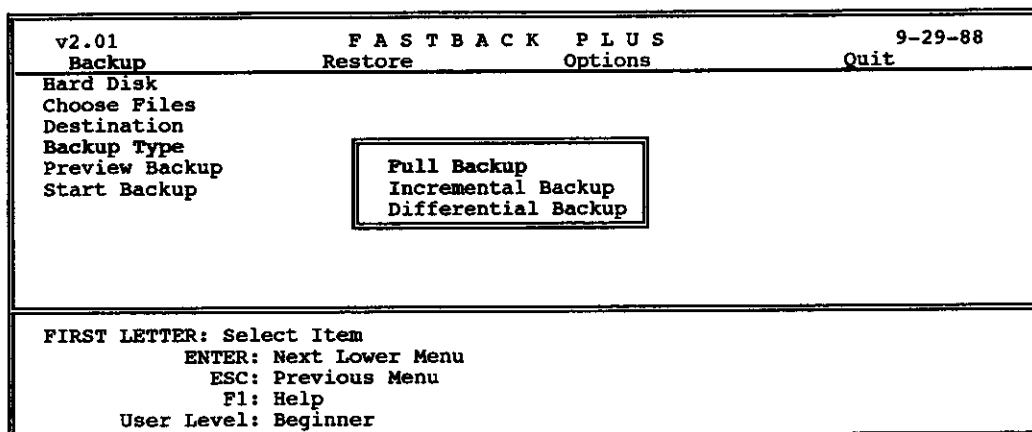 v2.01 F A S T B A C K P L U S 9-29-88
Backup Restore Options Quit
Hard Disk
Choose Files
Destination
Backup Type
Preview Backup
Start Backup
Full Backup
Incremental Backup
Differential Backup
FIRST LETTER: Select Item
ENTER: Next Lower Menu
ESC: Previous Menu
F1: Help
User Level: Beginner